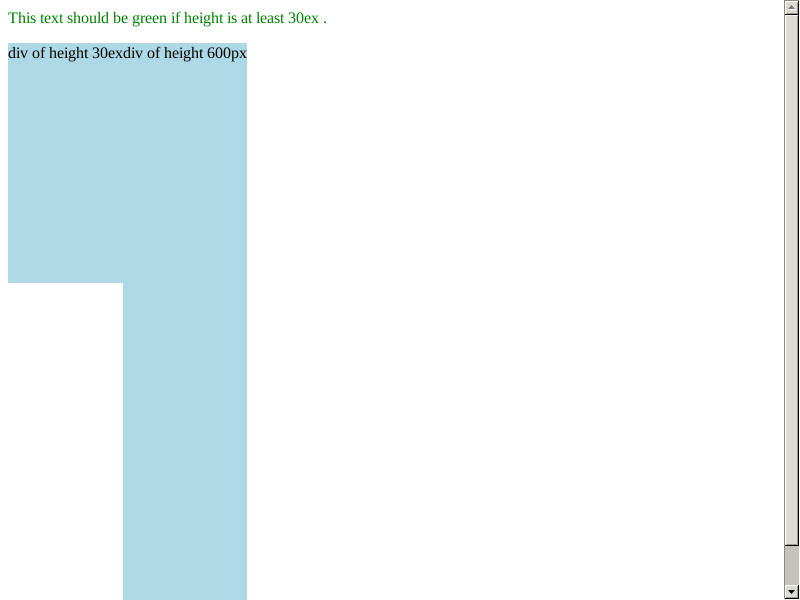 This text should be green if height is at least 30ex .
div of height 30exdiv of height 600px